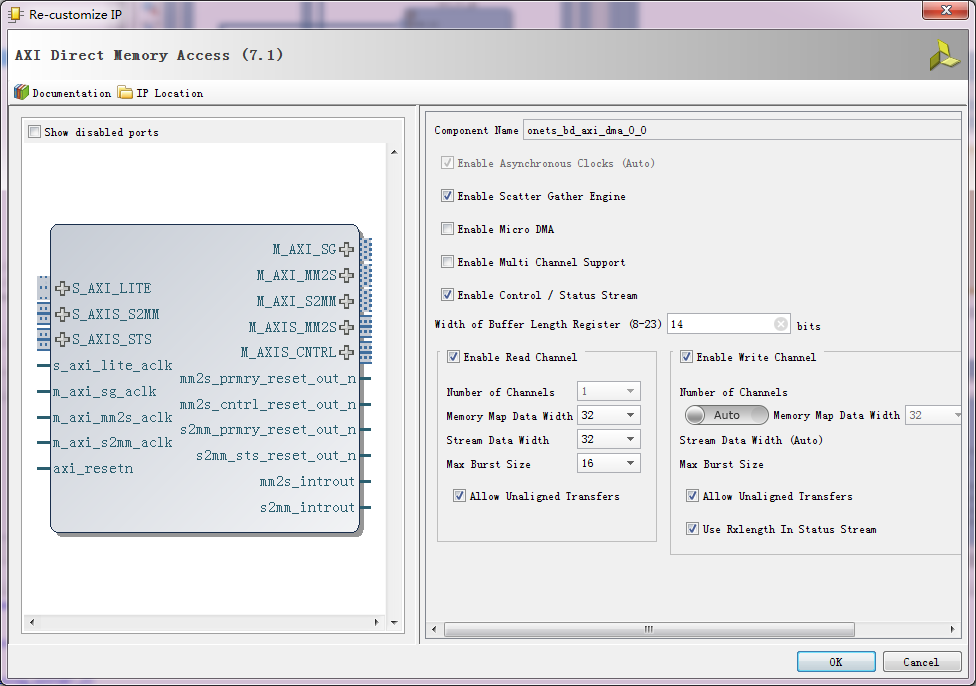 Re-customize IP
AXI Direct Memory Access (7.1)
Documentation IP Location
Show disabled ports
M_AXI_SG
M_AXI_MM2S
S_AXI_LITE
M_AXI_S2MM
S_AXIS_S2MM
M_AXIS_MM2S
S_AXIS_STS
M_AXIS_CNTRL
s_axi_lite_aclk
mm2s_prmry_reset_out_n
m_axi_sg_aclk
mm2s_cntrl_reset_out_n
m_axi_mm2s_aclk
s2mm_prmry_reset_out_n
m_axi_s2mm_aclk
s2mm_sts_reset_out_n
axi_resetn
mm2s_introut
s2mm_introut
Component Name onets_bd_axi_dma_0_0
Enable Asynchronous Clocks (Auto)
Enable Scatter Gather Engine
Enable Micro DMA
Enable Multi Channel Support
Enable Control / Status Stream
Width of Buffer Length Register (8-23) 14 bits
Enable Read Channel
Number of Channels 1
Memory Map Data Width 32
Stream Data Width 32
Max Burst Size 16
Allow Unaligned Transfers
Enable Write Channel
Number of Channels
Auto Memory Map Data Width 32
Stream Data Width (Auto)
Max Burst Size
Allow Unaligned Transfers
Use Rxlength In Status Stream
OK Cancel